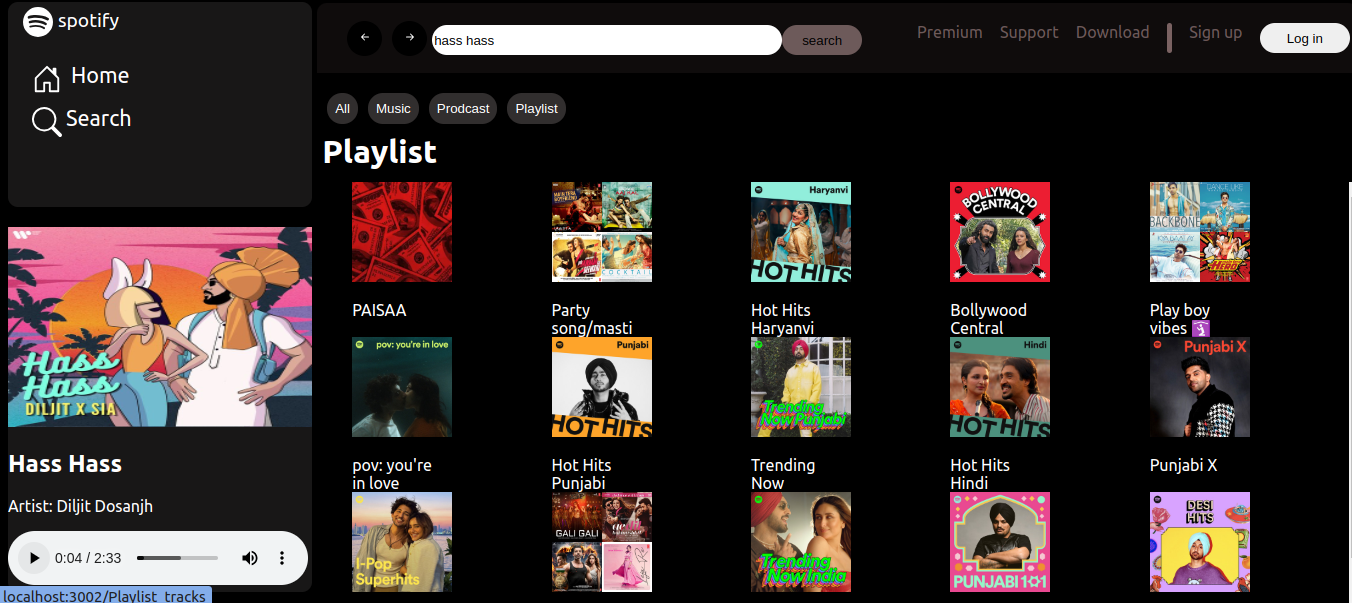 spotify
Home
Search
← → hass hass search
Premium Support Download Sign up Log in
All Music Prodcast Playlist
Playlist
Hass
Hass
DILJIT X SIA
Hass Hass
Artist: Diljit Dosanjh
0:04 / 2:33
localhost:3002/Playlist_tracks
PAISAA
COCKTAIL
Party
song/masti
Haryanvi
HOT HITS
Hot Hits
Haryanvi
BOLLYWOOD
CENTRAL
Bollywood
Central
BACKBONE
Play boy
vibes
pov: you're in love
pov: you're
in love
Punjabi
HOT HITS
Hot Hits
Punjabi
Trending
Now Punjabi
Trending
Now
Hindi
HOT HITS
Hot Hits
Hindi
Punjabi X
Punjabi X
I-Pop
Superhits
GALI GALI
Trending
Now India
PUNJABI 101
DESI
HITS